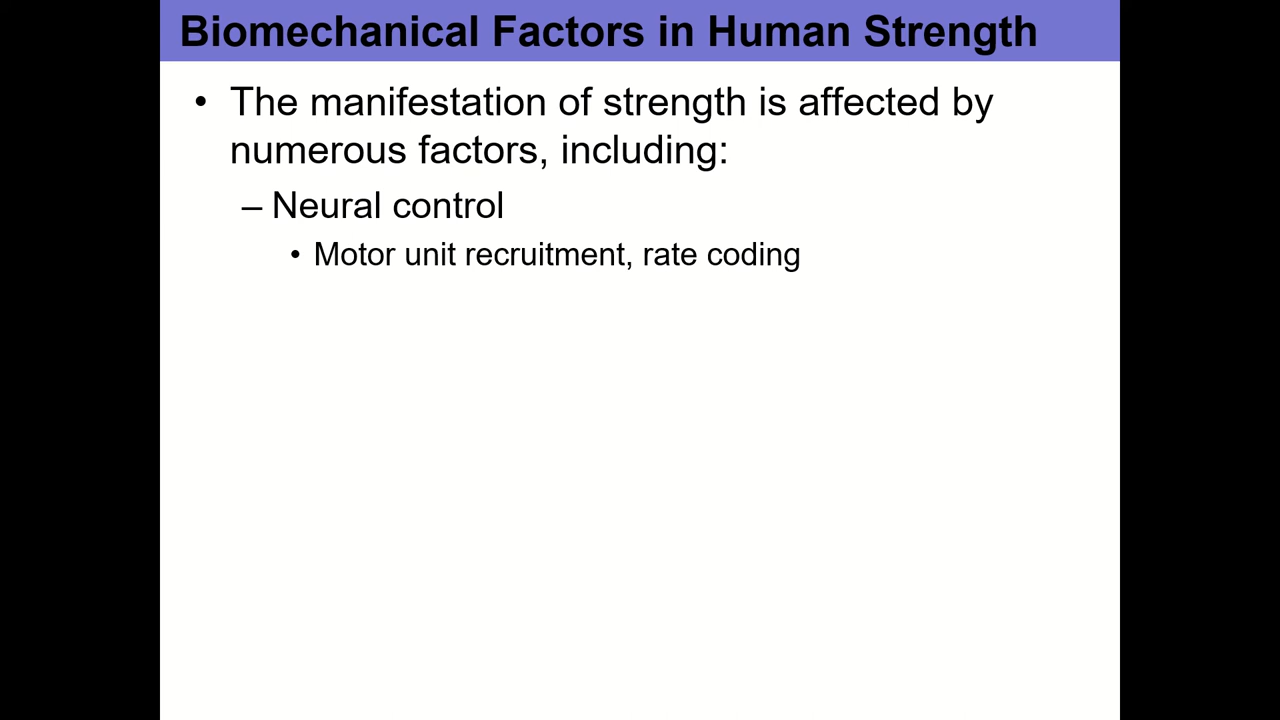 Biomechanical Factors in Human Strength
• The manifestation of strength is affected by
numerous factors, including:
– Neural control
• Motor unit recruitment, rate coding